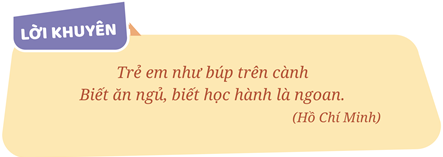 LỜI KHUYÊN
Trẻ em như búp trên cành
Biết ăn ngủ, biết học hành là ngoan.
(Hồ Chí Minh)